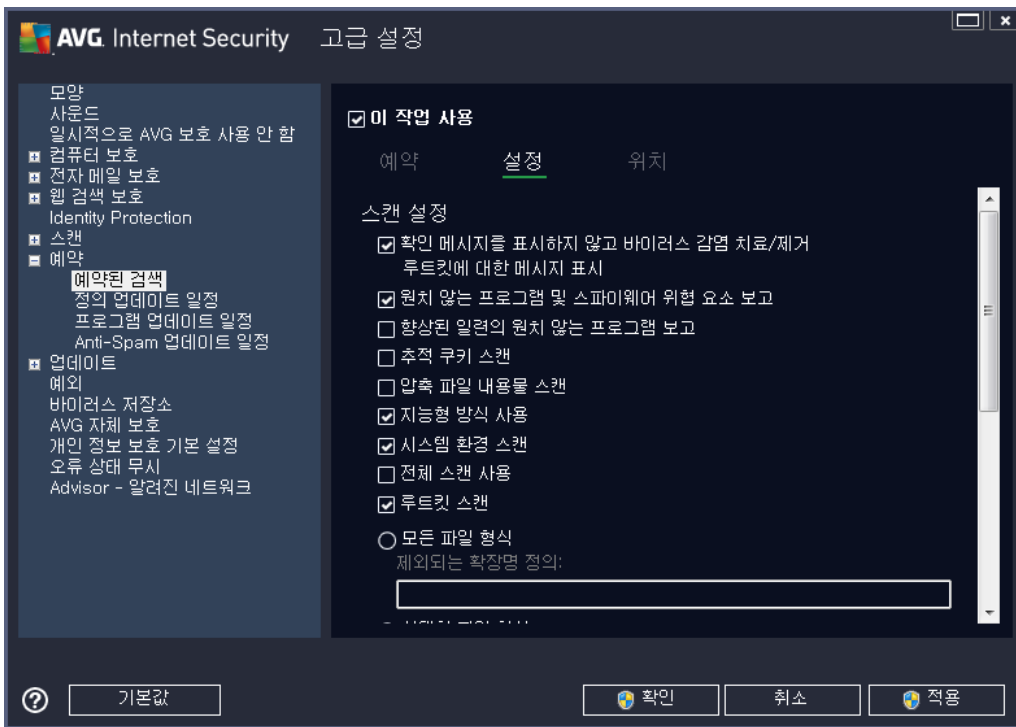 AVG. Internet Security 고급 설정
모양
사운드
일시적으로 AVG 보호 사용 안 함
컴퓨터 보호
전자 메일 보호
웹 검색 보호
Identity Protection
스캔
예약
예약된 검색
정의 업데이트 일정
프로그램 업데이트 일정
Anti-Spam 업데이트 일정
업데이트
예외
바이러스 저장소
AVG 자체 보호
개인 정보 보호 기본 설정
오류 상태 무시
Advisor - 알려진 네트워크
이 작업 사용
예약 설정 위치
스캔 설정
확인 메시지를 표시하지 않고 바이러스 감염 치료/제거
루트킷에 대한 메시지 표시
원치 않는 프로그램 및 스파이웨어 위협 요소 보고
향상된 일련의 원치 않는 프로그램 보고
추적 쿠키 스캔
압축 파일 내용물 스캔
지능형 방식 사용
시스템 환경 스캔
전체 스캔 사용
루트킷 스캔
모든 파일 형식
제외되는 확장명 정의:
기본값 확인 취소 적용